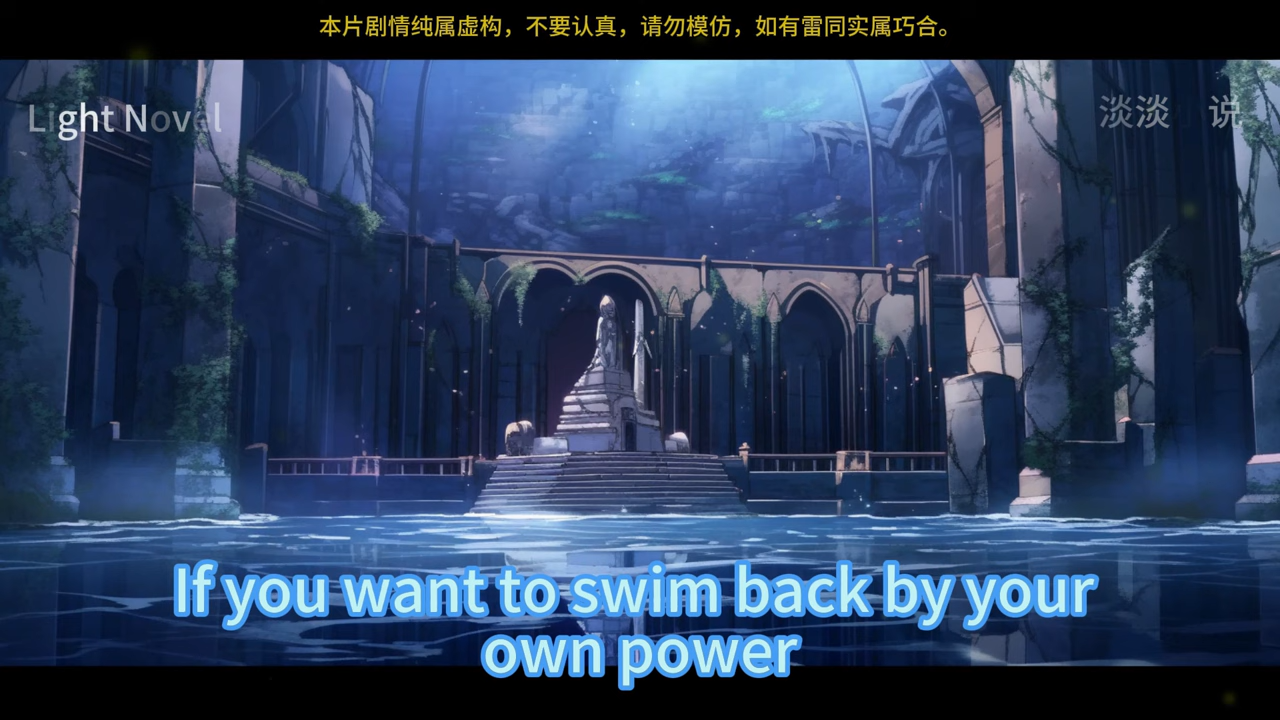 本片剧情纯属虚构，不要认真，请勿模仿，如有雷同实属巧合。
Light Novel
淡淡 说
If you want to swim back by your
own power